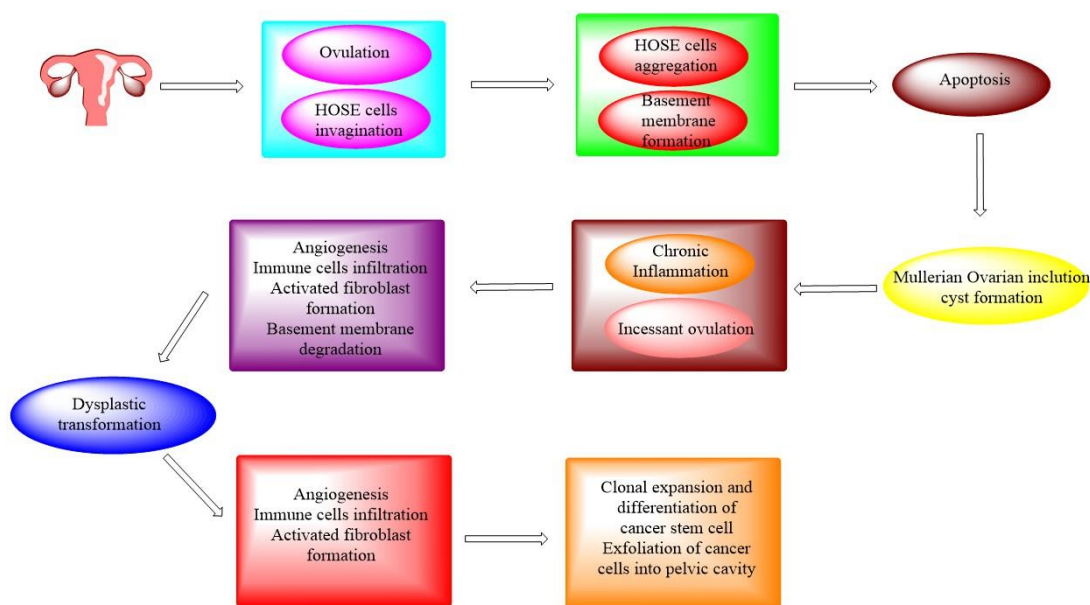 Ovulation
HOSE cells
invagination
HOSE cells
aggregation
Basement
membrane
formation
Apoptosis
Mullerian Ovarian inclution
cyst formation
Chronic
Inflammation
Incessant ovulation
Angiogenesis
Immune cells infiltration
Activated fibroblast
formation
Basement membrane
degradation
Dysplastic
transformation
Angiogenesis
Immune cells infiltration
Activated fibroblast
formation
Clonal expansion and
differentiation of
cancer stem cell
Exfoliation of cancer
cells into pelvic cavity